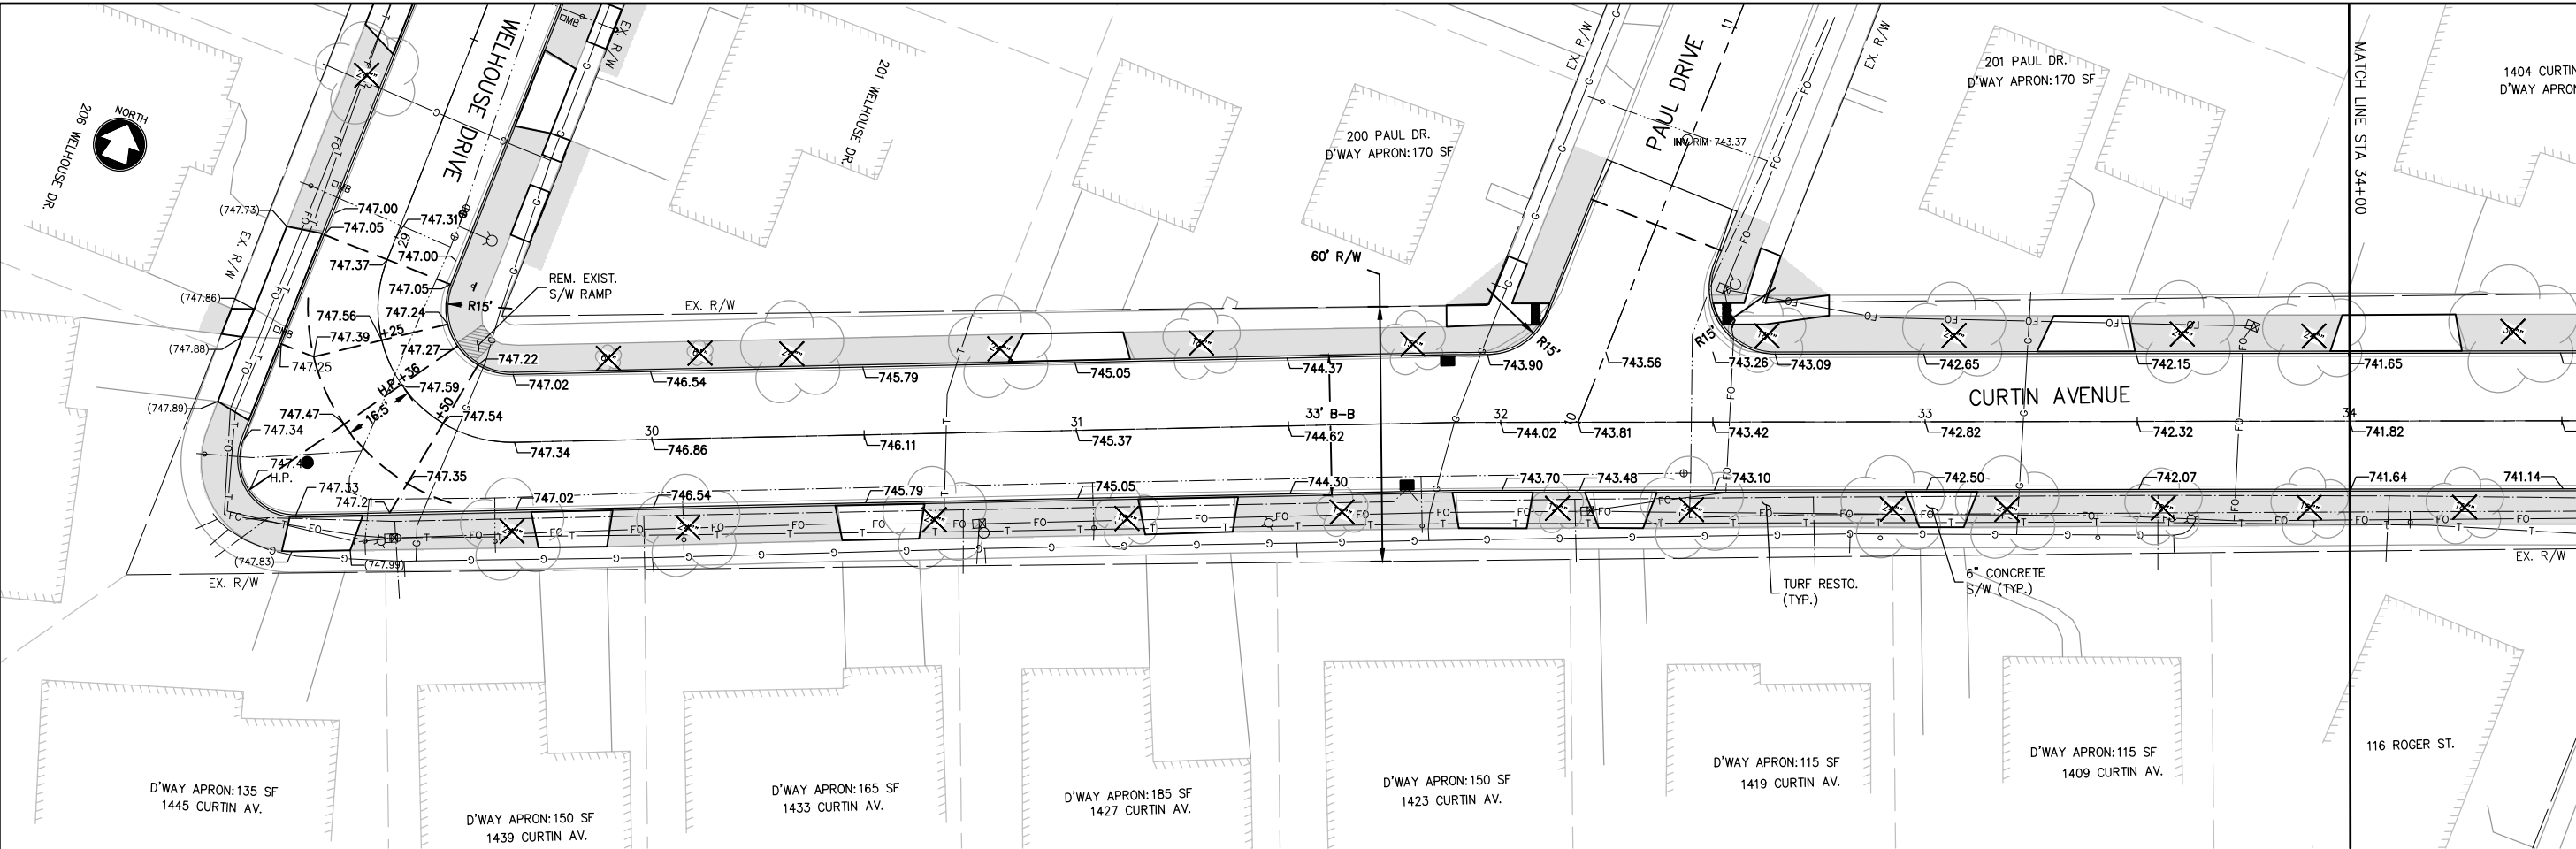 WELHOUSE DRIVE
206 WELHOUSE DR.
NORTH
201 WELHOUSE DR.
EX. R/W
EX. R/W
MB
MB
MB
(747.73)
(747.86)
(747.88)
(747.89)
747.00
747.05
747.31
29
747.37
747.00
747.05
R15'
747.56
747.24
747.39
+25
747.27
747.25
747.22
H.P. +36
747.59
16.5'
747.47
+50
747.54
747.34
H.P.
747.33
747.21
747.35
(747.83)
(747.99)
REM. EXIST.
S/W RAMP
EX. R/W
60' R/W
747.02
746.54
745.79
745.05
744.37
743.90
743.56
743.26
743.09
742.65
742.15
741.65
30
31
32
33
34
10
11
33' B-B
747.34
746.86
746.11
745.37
744.62
744.02
743.81
743.42
742.82
742.32
741.82
747.02
746.54
745.79
745.05
744.30
743.70
743.48
743.10
742.50
742.07
741.64
741.14
R15'
R15'
PAUL DRIVE
EX. R/W
EX. R/W
200 PAUL DR.
D'WAY APRON:170 SF
RIM 743.37
201 PAUL DR.
D'WAY APRON:170 SF
MATCH LINE STA 34+00
1404 CURTIN
D'WAY APRON
CURTIN AVENUE
EX. R/W
EX. R/W
TURF RESTO.
(TYP.)
6" CONCRETE
S/W (TYP.)
D'WAY APRON:135 SF
1445 CURTIN AV.
D'WAY APRON:150 SF
1439 CURTIN AV.
D'WAY APRON:165 SF
1433 CURTIN AV.
D'WAY APRON:185 SF
1427 CURTIN AV.
D'WAY APRON:150 SF
1423 CURTIN AV.
D'WAY APRON:115 SF
1419 CURTIN AV.
D'WAY APRON:115 SF
1409 CURTIN AV.
116 ROGER ST.